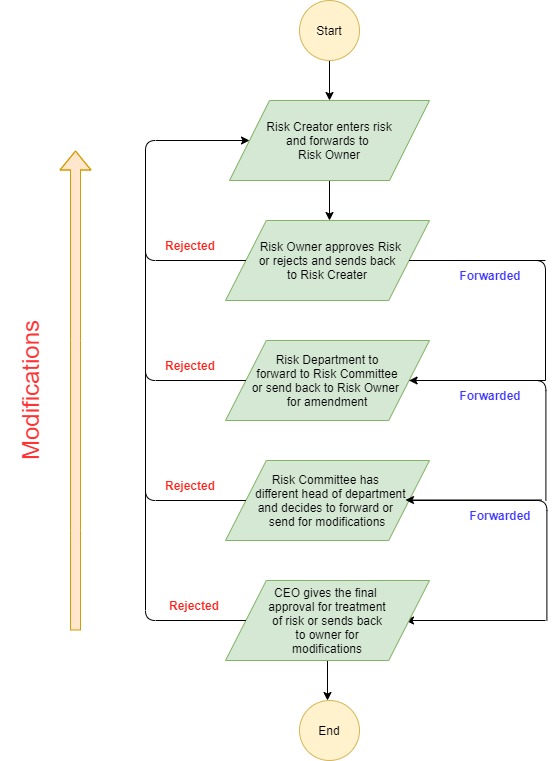 Start
Risk Creator enters risk
and forwards to
Risk Owner
Rejected
Risk Owner approves Risk
or rejects and sends back
to Risk Creater
Forwarded
Modifications
Rejected
Risk Department to
forward to Risk Committee
or send back to Risk Owner
for amendment
Forwarded
Rejected
Risk Committee has
different head of department
and decides to forward or
send for modifications
Forwarded
Rejected
CEO gives the final
approval for treatment
of risk or sends back
to owner for
modifications
End